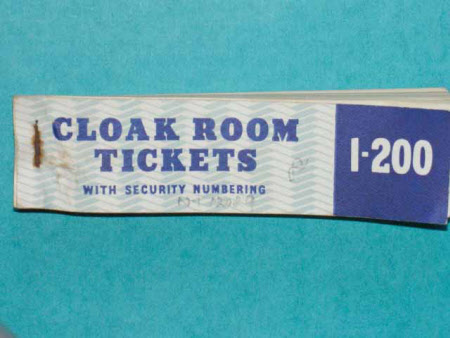 CLOAK ROOM
TICKETS
WITH SECURITY NUMBERING
1-200